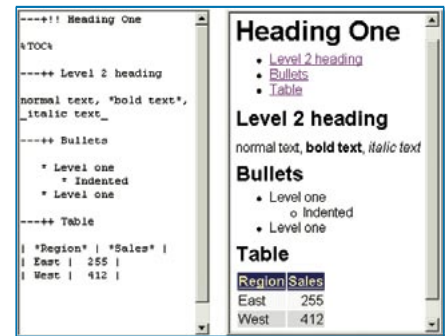 ---+!! Heading One
%TOC%
---++ Level 2 heading
normal text, *bold text*,
_italic text_
---++ Bullets
* Level one
* Indented
* Level one
---++ Table
| *Region* | *Sales* |
| East | 255 |
| West | 412 |
Heading One
Level 2 heading
Bullets
Table
Level 2 heading
normal text, bold text, italic text
Bullets
Level one
Indented
Level one
Table
Region Sales
East 255
West 412